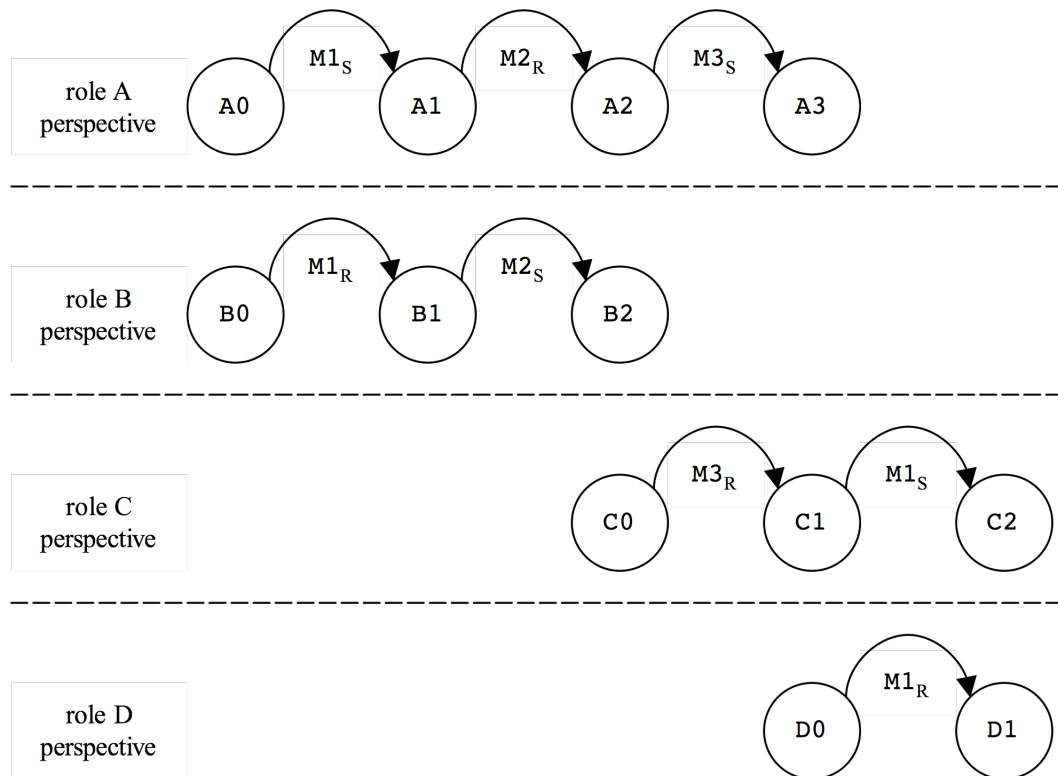 M1S M2R M3S
role A
perspective
A0 A1 A2 A3
M1R M2S
role B
perspective
B0 B1 B2
M3R M1S
role C
perspective
C0 C1 C2
M1R
role D
perspective
D0 D1